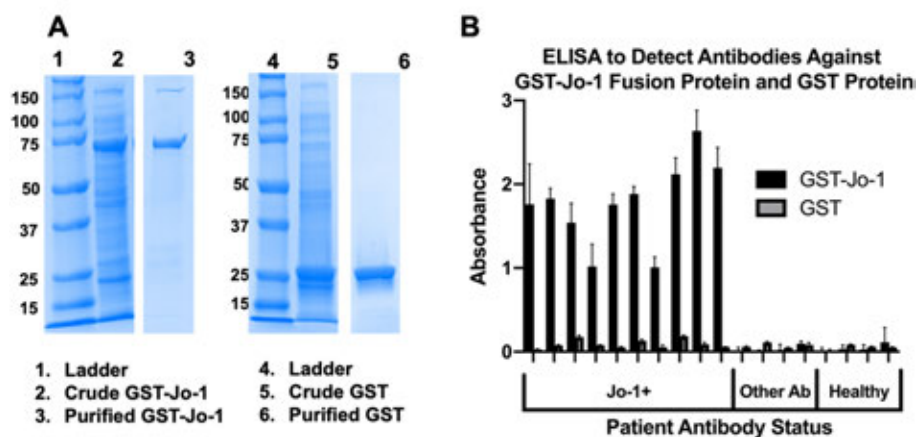 A
1 2 3
4 5 6
150
100
75
50
37
25
15
150
100
75
50
37
25
15
1. Ladder
2. Crude GST-Jo-1
3. Purified GST-Jo-1
4. Ladder
5. Crude GST
6. Purified GST
B
ELISA to Detect Antibodies Against
GST-Jo-1 Fusion Protein and GST Protein
3
2
1
0
Absorbance
GST-Jo-1
GST
Jo-1+ Other Ab Healthy
Patient Antibody Status